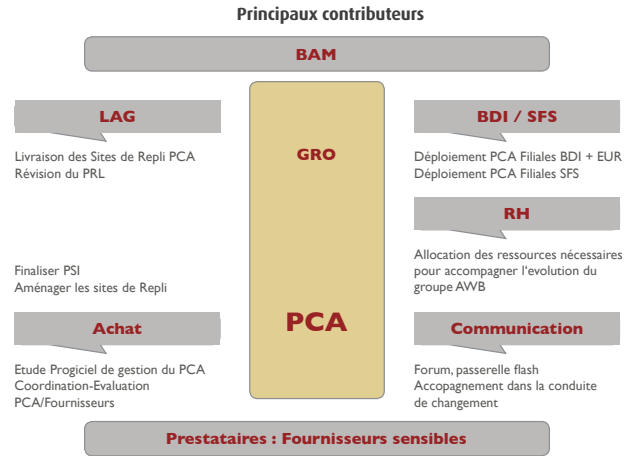 Principaux contributeurs
BAM
LAG
Livraison des Sites de Repli PCA
Révision du PRL
Finaliser PSI
Aménager les sites de Repli
Achat
Etude Progiciel de gestion du PCA
Coordination-Evaluation
PCA/Fournisseurs
GRO
PCA
BDI / SFS
Déploiement PCA Filiales BDI + EUR
Déploiement PCA Filiales SFS
RH
Allocation des ressources nécessaires
pour accompagner l'evolution du
groupe AWB
Communication
Forum, passerelle flash
Accopagnement dans la conduite
de changement
Prestataires : Fournisseurs sensibles